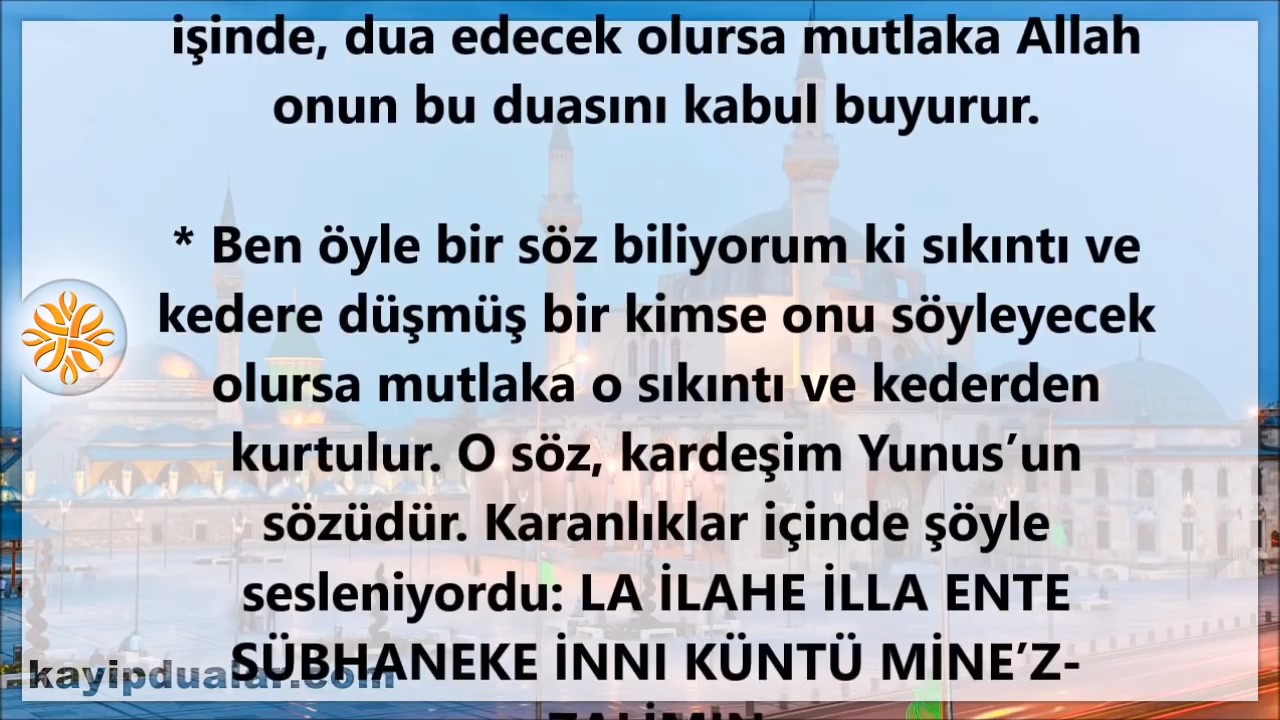 işinde, dua edecek olursa mutlaka Allah
onun bu duasını kabul buyurur.
* Ben öyle bir söz biliyorum ki sıkıntı ve
kedere düşmüş bir kimse onu söyleyecek
olursa mutlaka o sıkıntı ve kederden
kurtulur. O söz, kardeşim Yunus’un
sözüdür. Karanlıklar içinde şöyle
sesleniyordu: LA İLAHE İLLA ENTE
SÜBHANEKE İNNI KÜNTÜ MİNE’Z-
kayipdualar.com